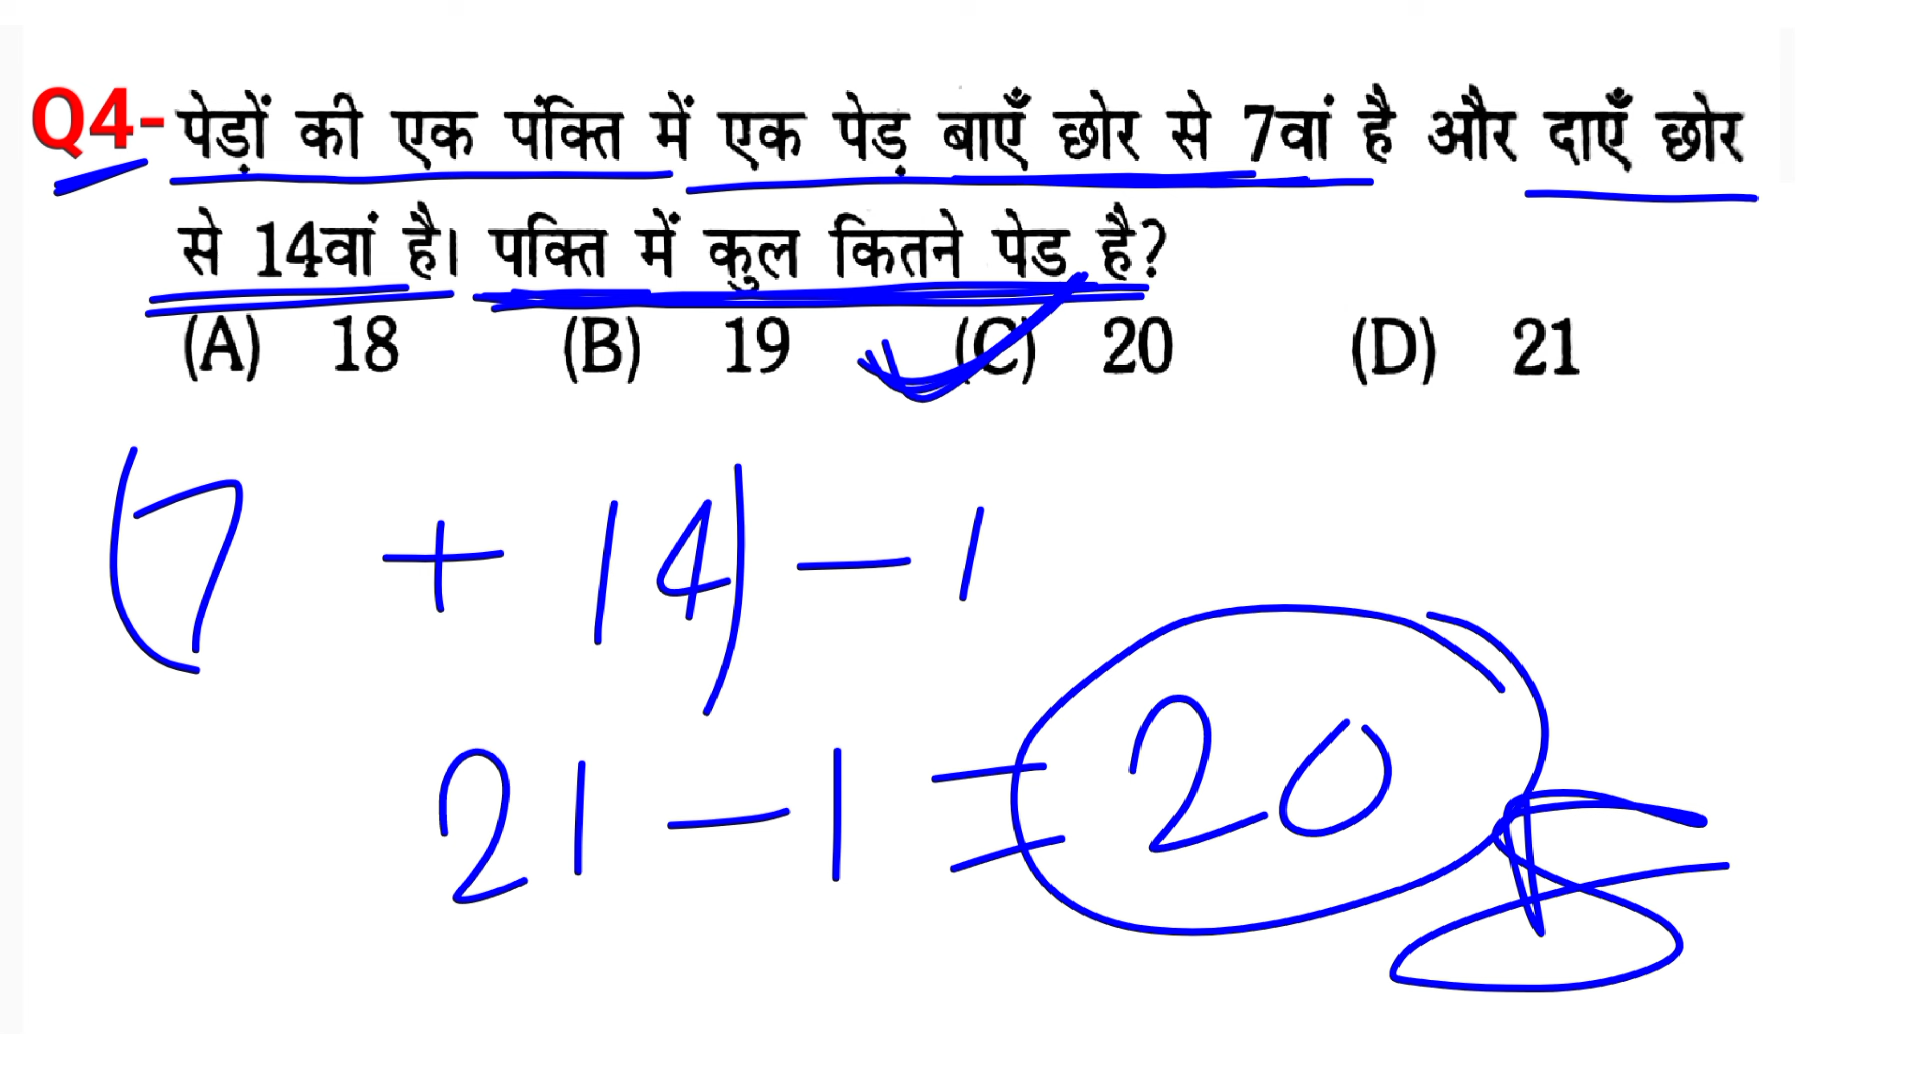 Q4- पेड़ों की एक पंक्ति में एक पेड़ बाएँ छोर से 7वां है और दाएँ छोर
से 14वां है। पक्ति में कुल कितने पेड है?
(A) 18 (B) 19 (C) 20 (D) 21
(7 + 14) - 1
21 - 1 = 20